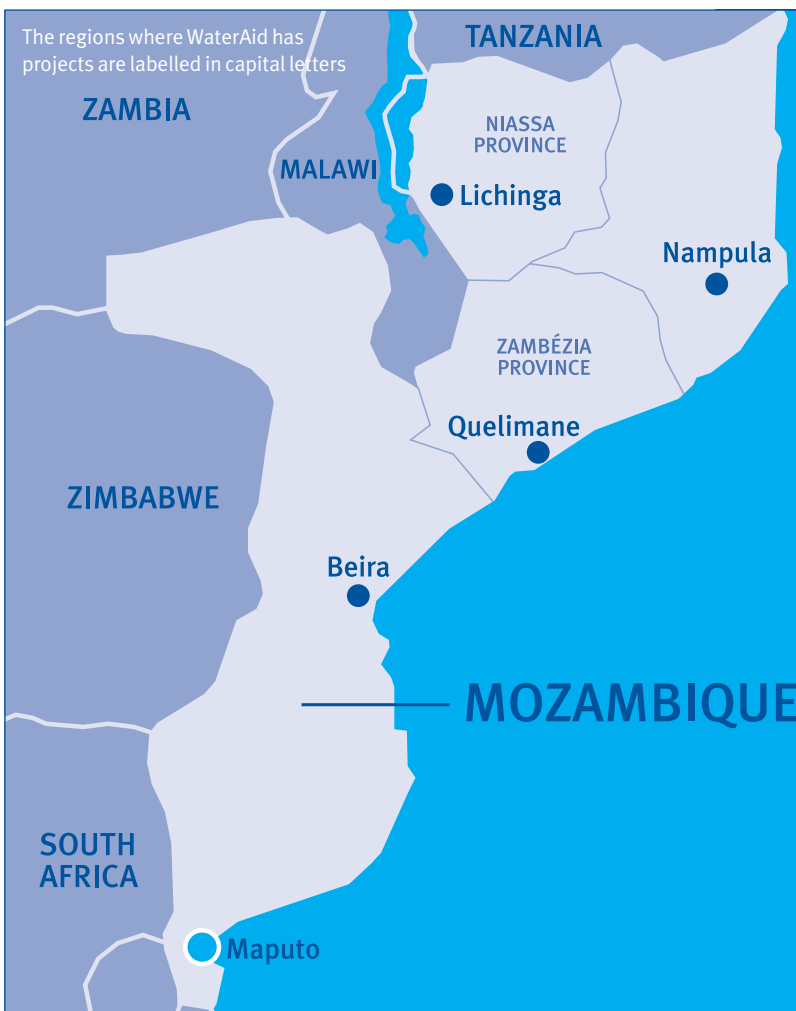 The regions where WaterAid has
projects are labelled in capital letters
TANZANIA
ZAMBIA
NIASSA
PROVINCE
MALAWI
Lichinga
Nampula
ZAMBÉZIA
PROVINCE
Quelimane
ZIMBABWE
Beira
MOZAMBIQUE
SOUTH
AFRICA
Maputo